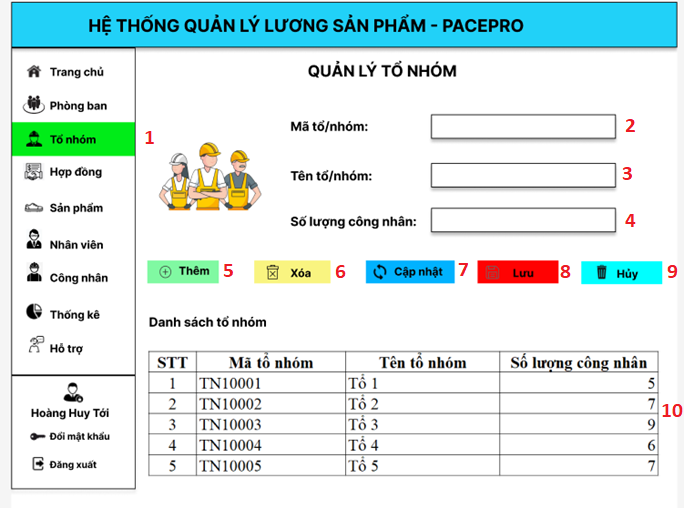 HỆ THỐNG QUẢN LÝ LƯƠNG SẢN PHẨM - PACEPRO
Trang chủ
Phòng ban
Tổ nhóm 1
Hợp đồng
Sản phẩm
Nhân viên
Công nhân
Thống kê
Hỗ trợ
Hoàng Huy Tới
Đổi mật khẩu
Đăng xuất
QUẢN LÝ TỔ NHÓM
Mã tổ/nhóm: 2
Tên tổ/nhóm: 3
Số lượng công nhân: 4
Thêm 5 Xóa 6 Cập nhật 7 Lưu 8 Hủy 9
Danh sách tổ nhóm
STT Mã tổ nhóm Tên tổ nhóm Số lượng công nhân
1 TN10001 Tổ 1 5
2 TN10002 Tổ 2 7 10
3 TN10003 Tổ 3 9
4 TN10004 Tổ 4 6
5 TN10005 Tổ 5 7